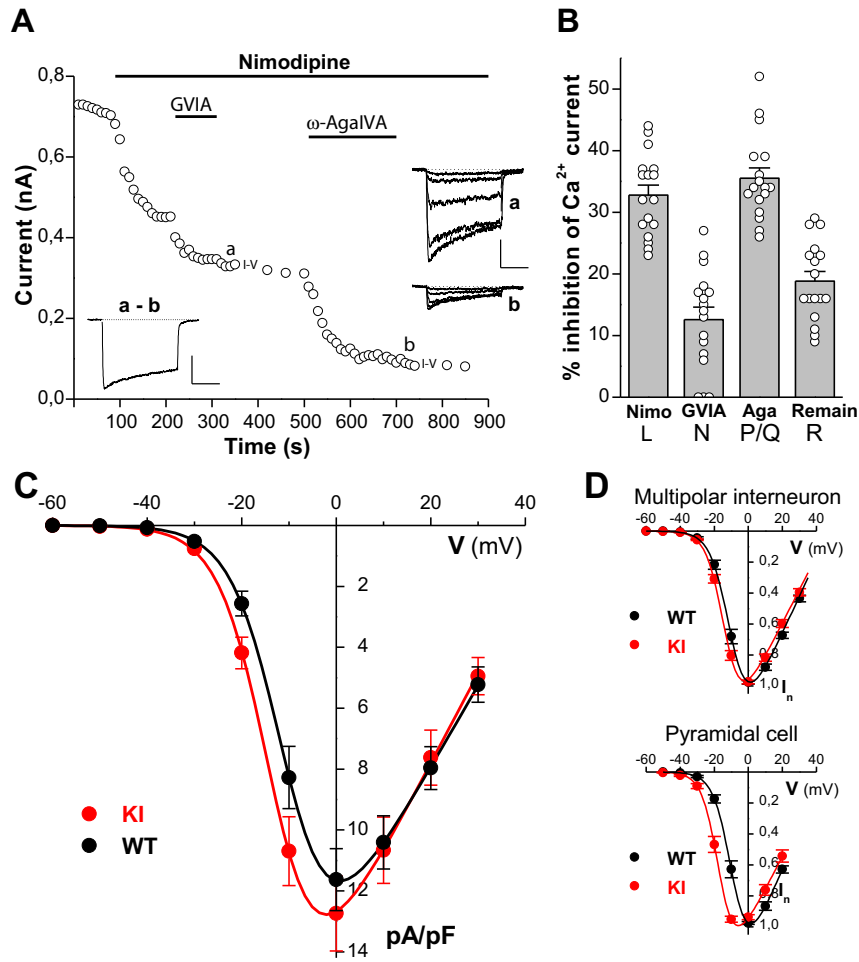 A
Nimodipine
GVIA
ω-AgaIVA
0,8
0,6
0,4
0,2
0,0
Current (nA)
a
I-V
b
I-V
a
b
a - b
100 200 300 400 500 600 700 800 900
Time (s)
B
% inhibition of Ca2+ current
50
40
30
20
10
0
Nimo GVIA Aga Remain
L N P/Q R
C
-60 -40 -20 0 20 40
V (mV)
2
4
6
8
10
12
14
KI
WT
pA/pF
D
Multipolar interneuron
-60 -40 -20 0 20 40
V (mV)
0,2
0,4
0,6
0,8
1,0
WT
KI
In
Pyramidal cell
-60 -40 -20 0 20 40
V (mV)
0,2
0,4
0,6
0,8
1,0
WT
KI
In